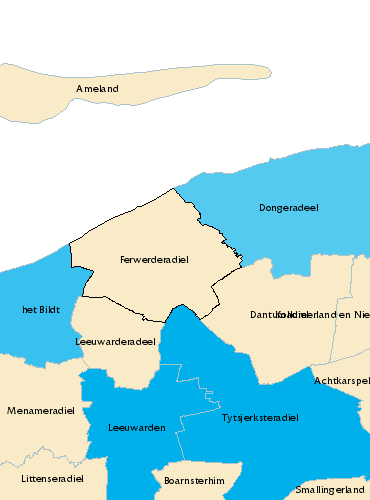 Ameland
Dongeradeel
Ferwerderadiel
het Bildt
Dantumadiel
Kollumerland en Nie
Leeuwarderadeel
Achtkarspel
Menameradiel
Tytsjerksteradiel
Leeuwarden
Littenseradiel
Boarnsterhim
Smallingerland